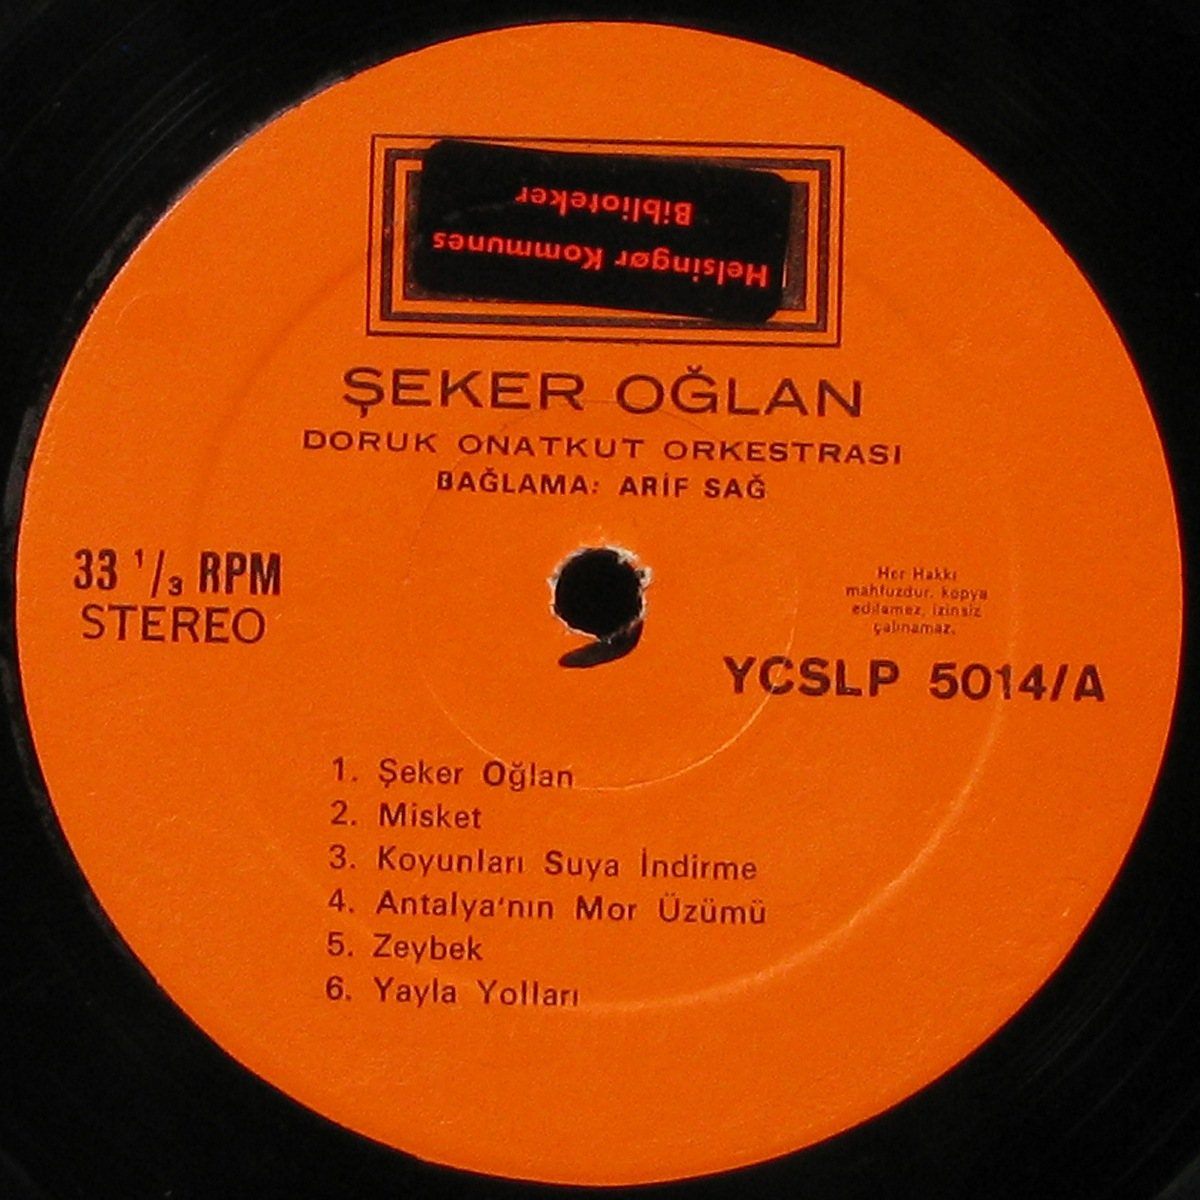 Helsingør Kommunes
Biblioteker
ŞEKER OĞLAN
DORUK ONATKUT ORKESTRASI
BAĞLAMA: ARİF SAĞ
33 1/3 RPM
STEREO
Her Hakkı
mahfuzdur. kopya
edilamez, izinsiz
çalınamaz.
YCSLP 5014/A
1. Şeker Oğlan
2. Misket
3. Koyunları Suya İndirme
4. Antalya'nın Mor Üzümü
5. Zeybek
6. Yayla Yolları